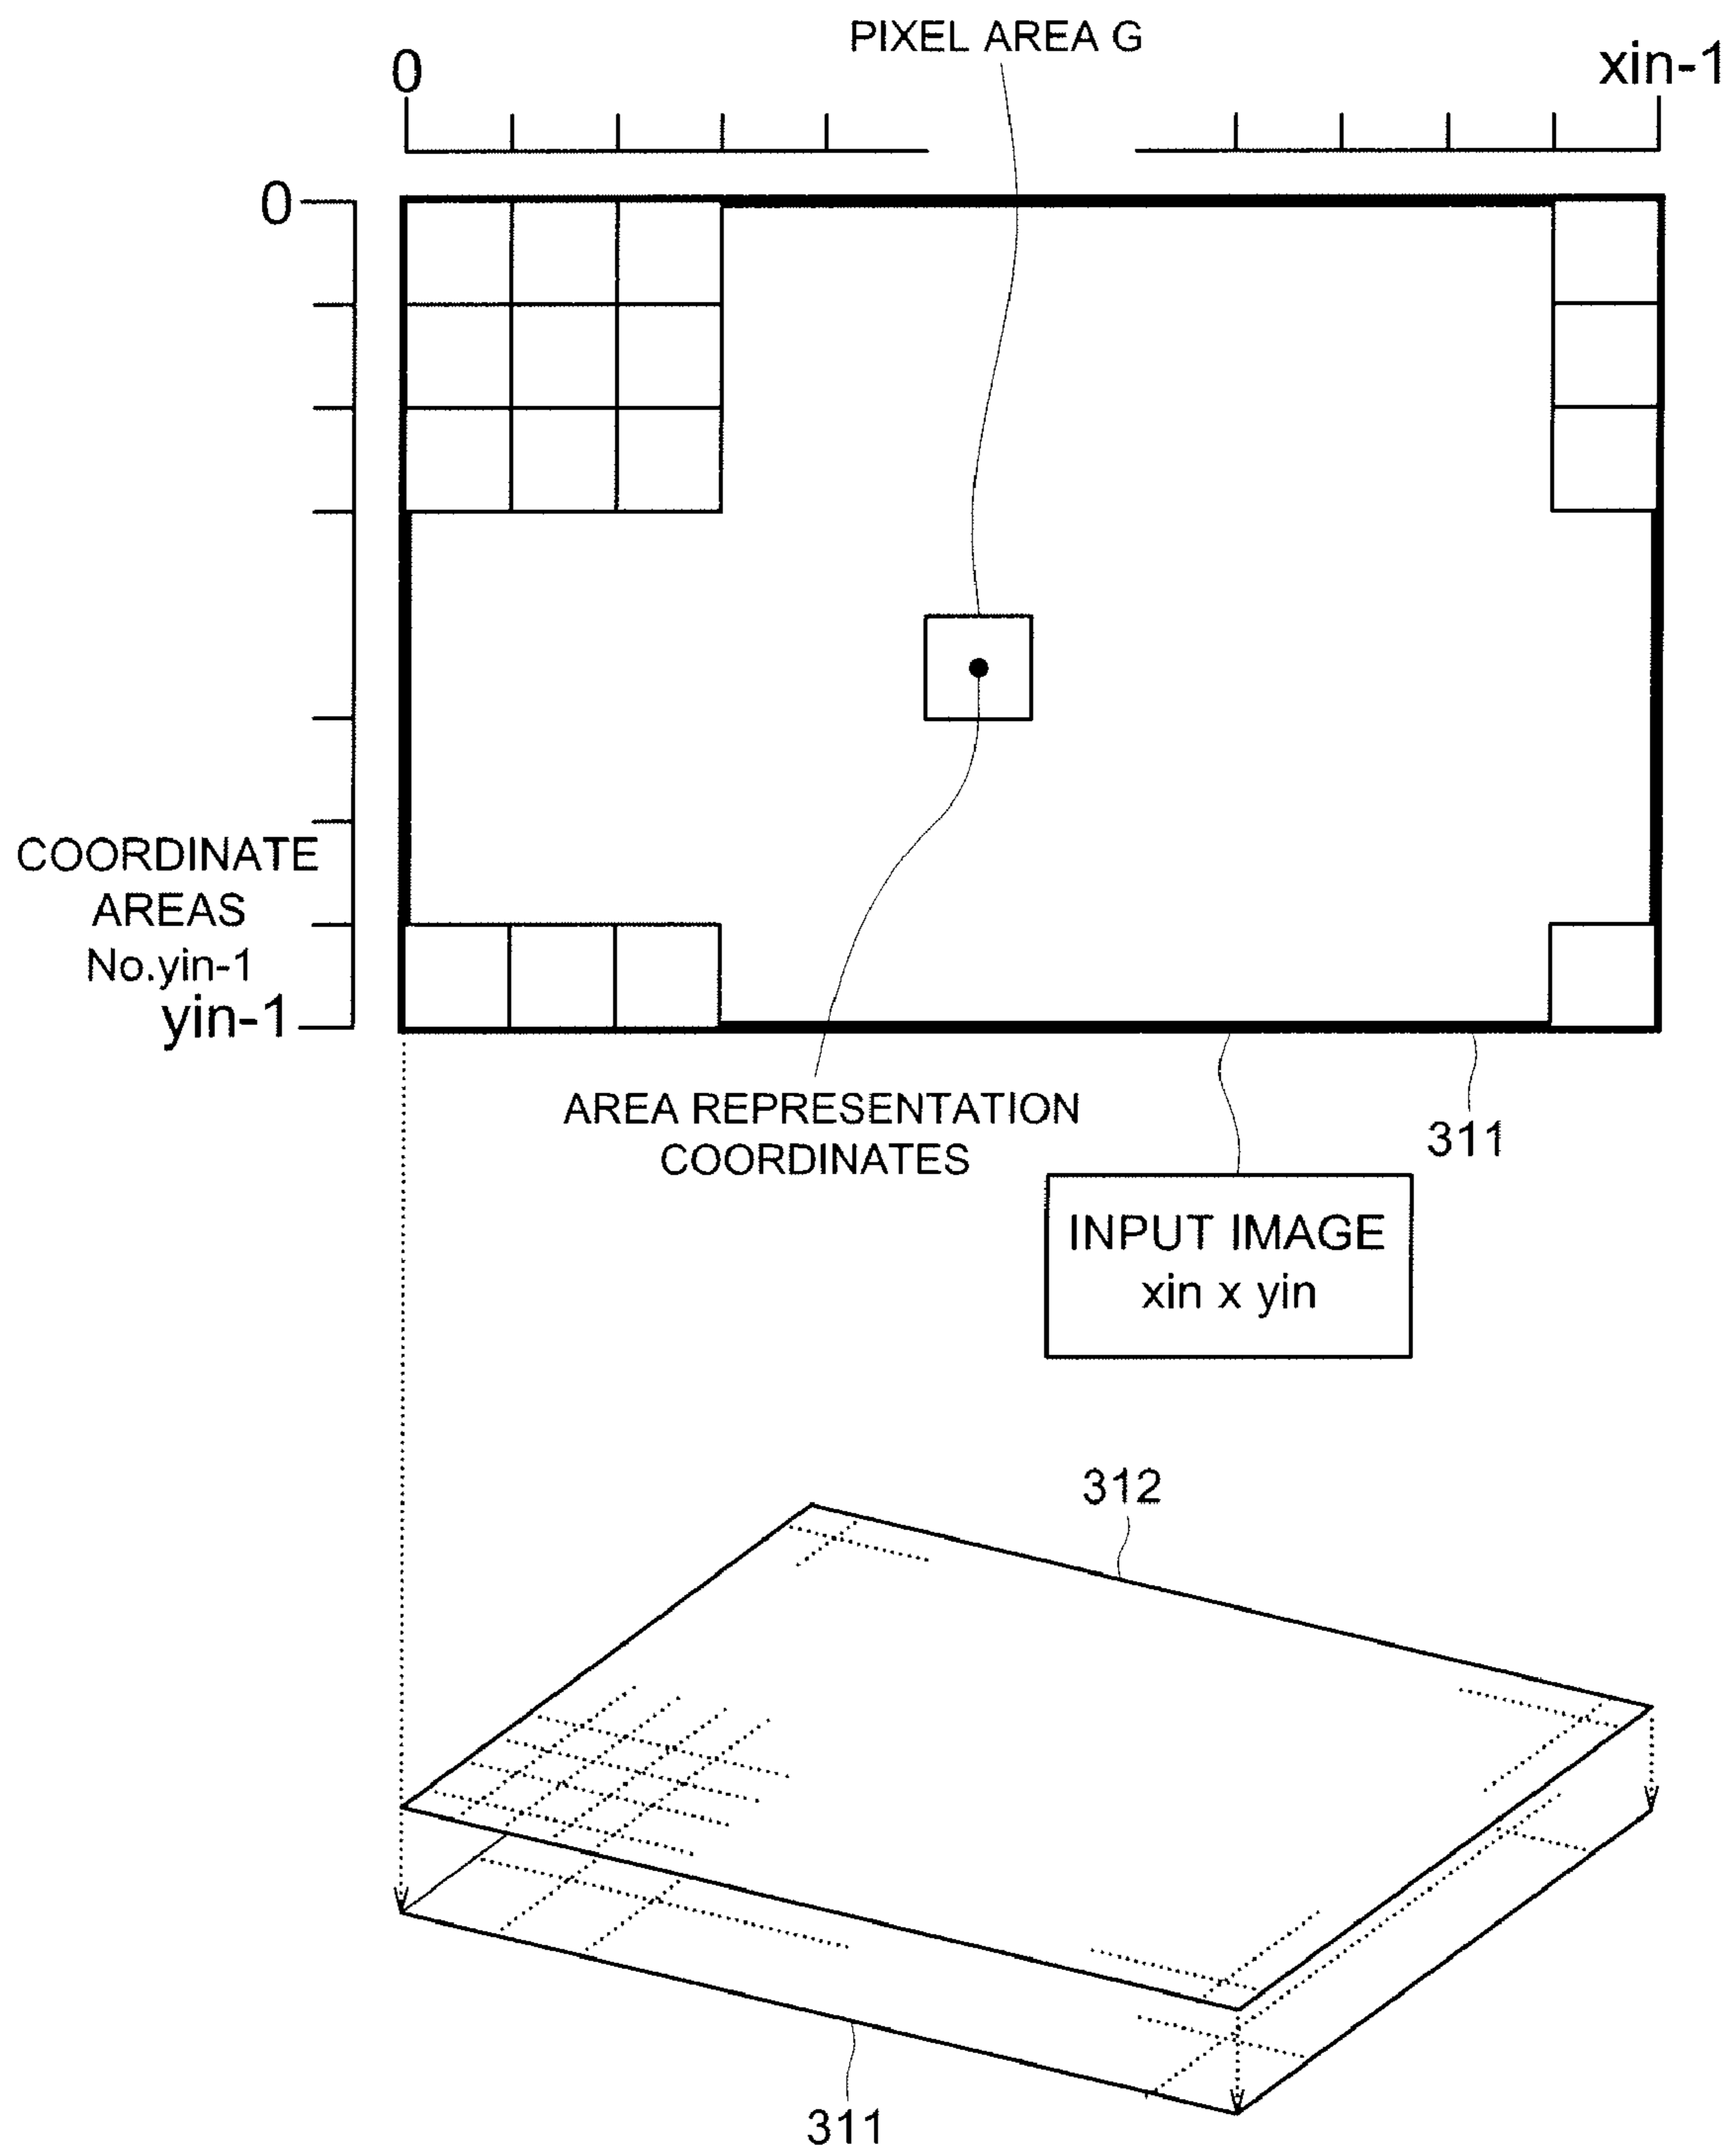 PIXEL AREA G
0
xin-1
0
COORDINATE
AREAS
No.yin-1
yin-1
AREA REPRESENTATION
COORDINATES
311
INPUT IMAGE
xin x yin
312
311